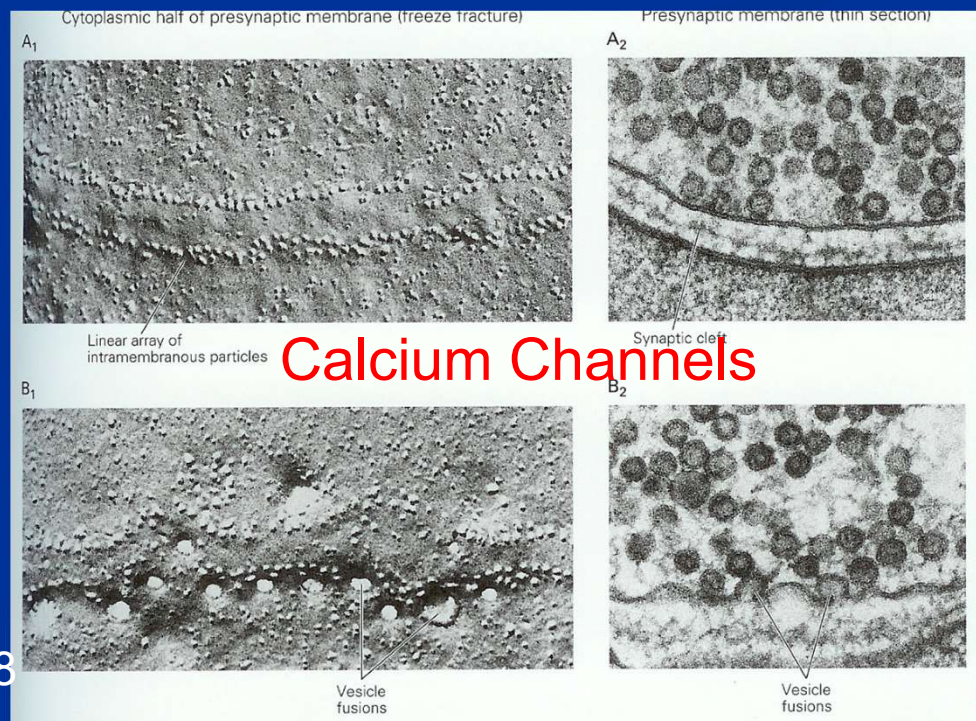 Cytoplasmic half of presynaptic membrane (freeze fracture)
Presynaptic membrane (thin section)
A1
A2
Linear array of
intramembranous particles
Synaptic cleft
Calcium Channels
B1
B2
3
Vesicle
fusions
Vesicle
fusions